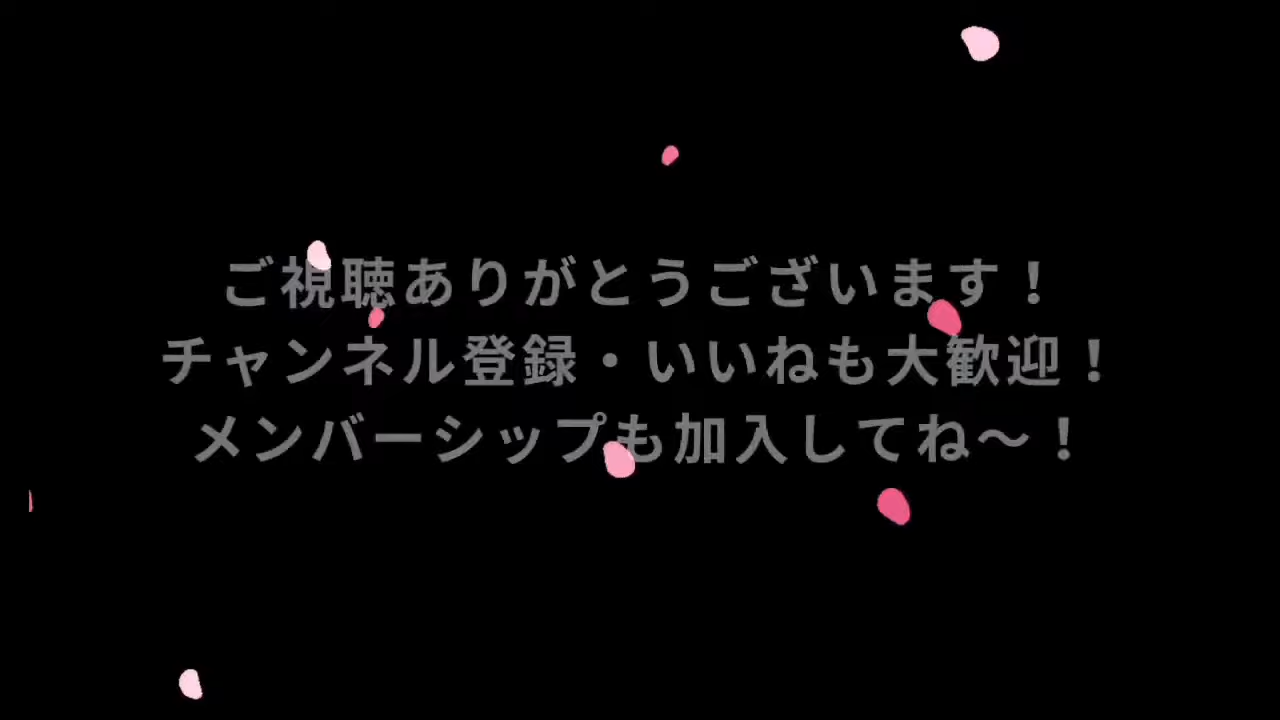 ご視聴ありがとうございます！
チャンネル登録・いいねも大歓迎！
メンバーシップも加入してね～！